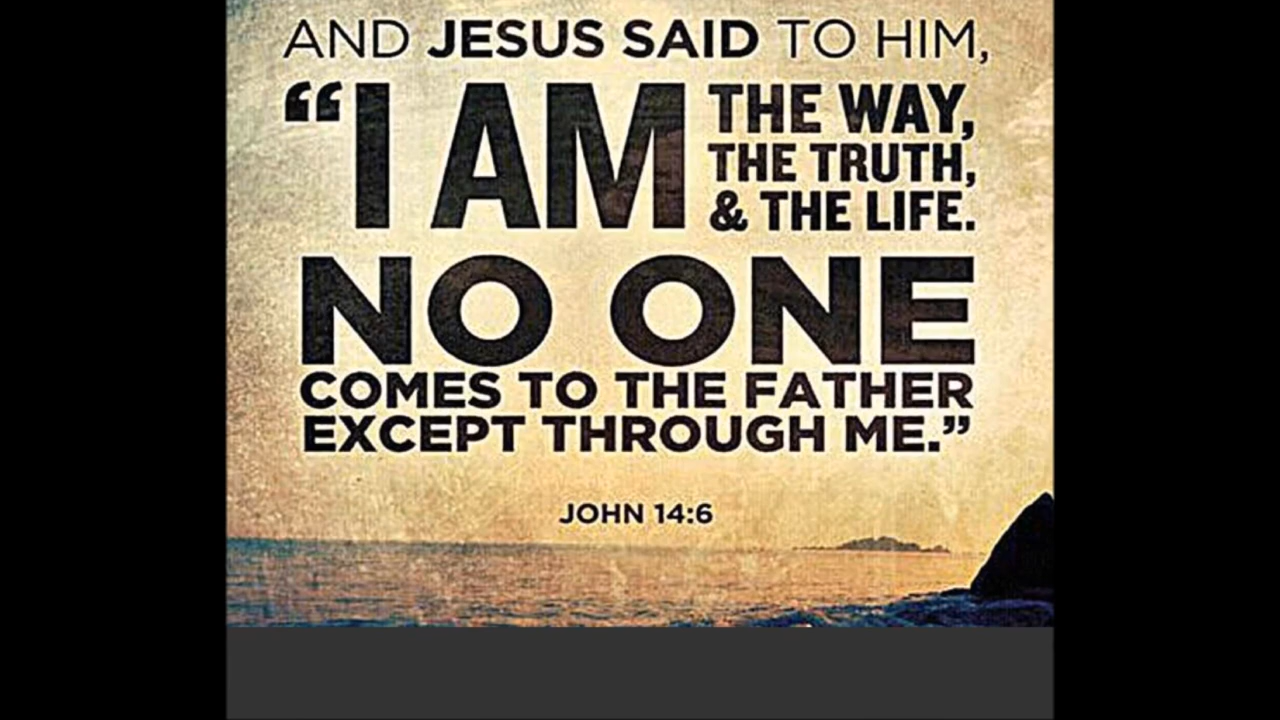 AND JESUS SAID TO HIM,
“I AM
THE WAY,
THE TRUTH,
& THE LIFE.
NO ONE
COMES TO THE FATHER
EXCEPT THROUGH ME.”
JOHN 14:6